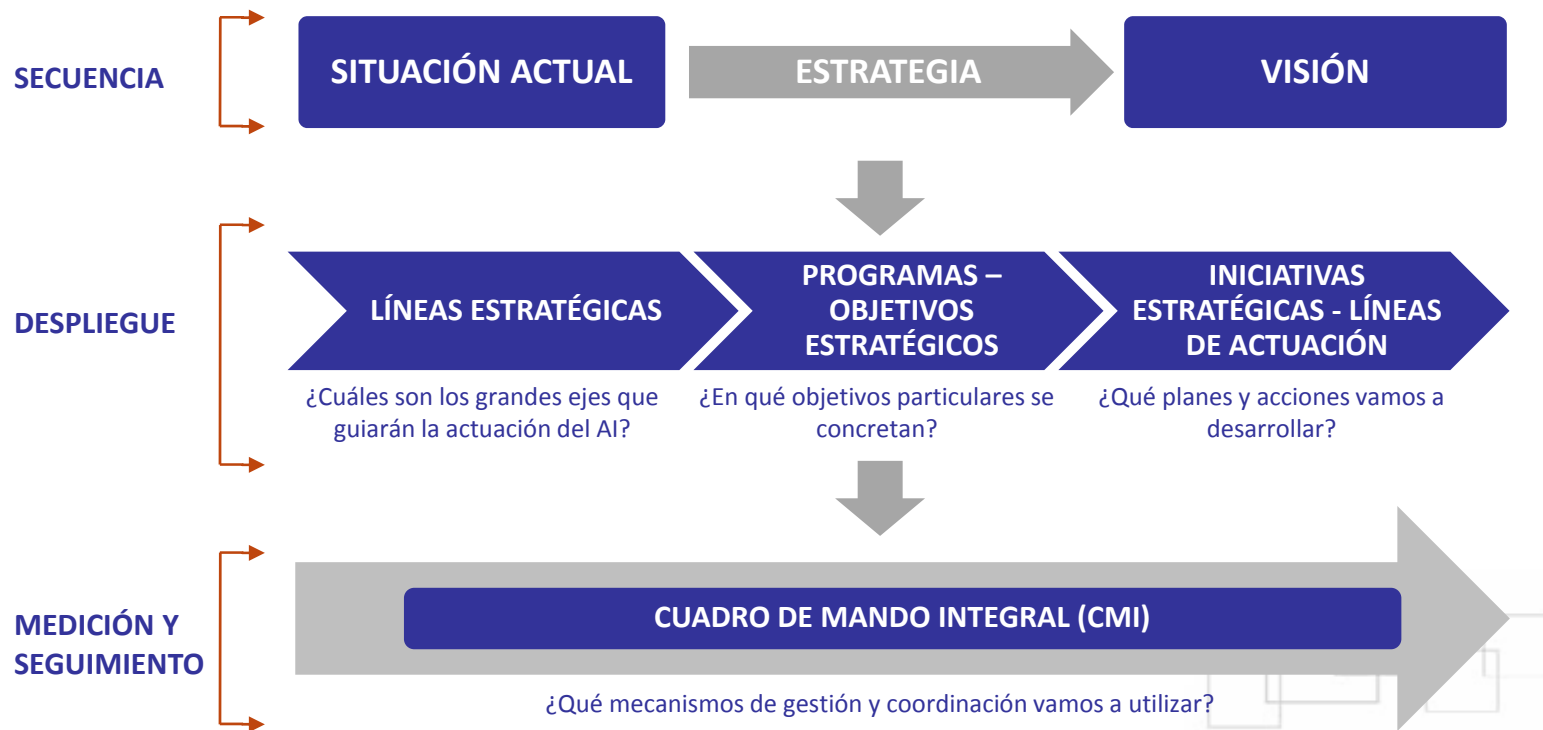 SECUENCIA
SITUACIÓN ACTUAL
ESTRATEGIA
VISIÓN
DESPLIEGUE
LÍNEAS ESTRATÉGICAS
PROGRAMAS –
OBJETIVOS
ESTRATÉGICOS
INICIATIVAS
ESTRATÉGICAS - LÍNEAS
DE ACTUACIÓN
¿Cuáles son los grandes ejes que
guiarán la actuación del AI?
¿En qué objetivos particulares se
concretan?
¿Qué planes y acciones vamos a
desarrollar?
MEDICIÓN Y
SEGUIMIENTO
CUADRO DE MANDO INTEGRAL (CMI)
¿Qué mecanismos de gestión y coordinación vamos a utilizar?